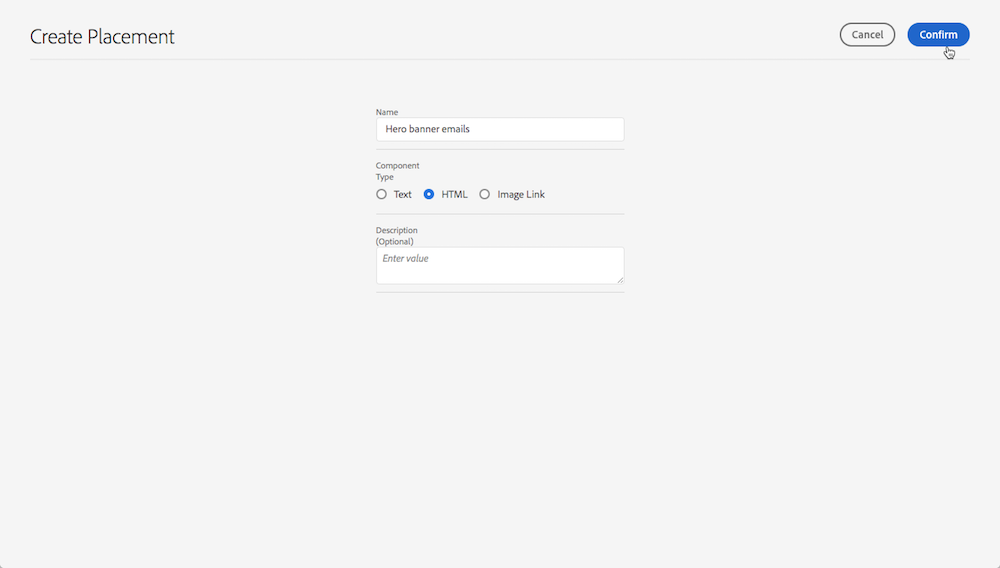 Create Placement
Cancel
Confirm
Name
Hero banner emails
Component
Type
Text HTML Image Link
Description
(Optional)
Enter value